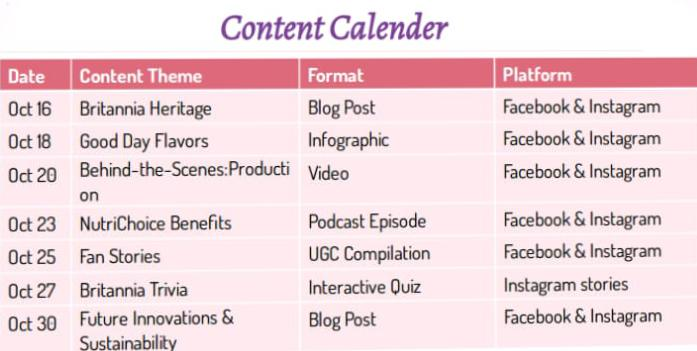 Content Calender
Date Content Theme Format Platform
Oct 16 Britannia Heritage Blog Post Facebook & Instagram
Oct 18 Good Day Flavors Infographic Facebook & Instagram
Oct 20 Behind-the-Scenes:Producti Video Facebook & Instagram
on
Oct 23 NutriChoice Benefits Podcast Episode Facebook & Instagram
Oct 25 Fan Stories UGC Compilation Facebook & Instagram
Oct 27 Britannia Trivia Interactive Quiz Instagram stories
Oct 30 Future Innovations & Blog Post Facebook & Instagram
Sustainability